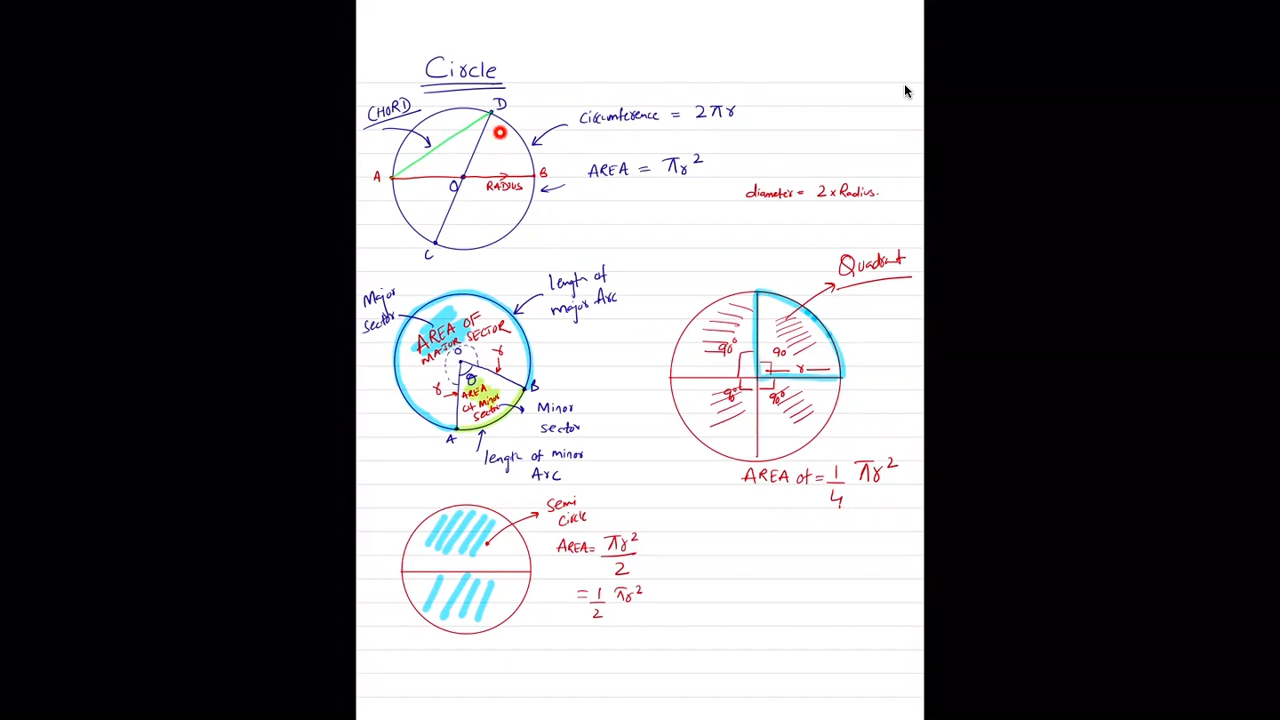 Circle
CHORD
D
Circumference = 2πr
A
O
RADIUS
B
AREA = πr²
diameter = 2 x Radius.
C
Quadrant
Major
sector
length of
major Arc
AREA OF
MAJOR SECTOR
O
r
θ
r
AREA
of Minor
Sector
B
A
Minor
sector
length of minor
Arc
90°
90
r
90°
90°
AREA of = 1/4 πr²
Semi
Circle
AREA = πr²/2
= 1/2 πr²